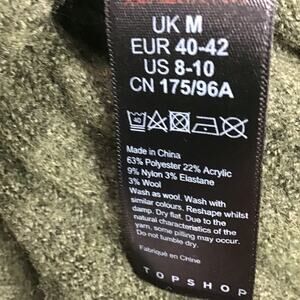 UK M
EUR 40-42
US 8-10
CN 175/96A
40
Made in China
63% Polyester 22% Acrylic
9% Nylon 3% Elastane
3% Wool
Wash as wool. Wash with
similar colours. Reshape whilst
damp. Dry flat. Due to the
natural characteristics of the
yarn, some pilling may occur.
Do not tumble dry.
Fabriqué en Chine
TOPSHOP